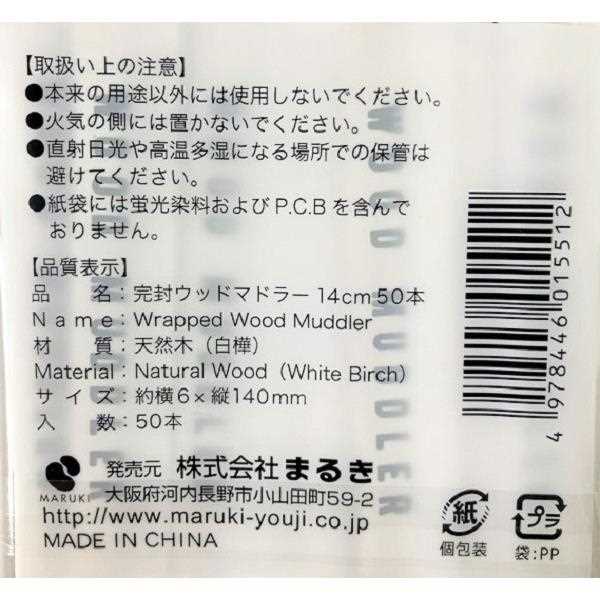 【取扱い上の注意】
●本来の用途以外には使用しないでください。
●火気の側には置かないでください。
●直射日光や高温多湿になる場所での保管は
避けてください。
●紙袋には蛍光染料およびP.C.Bを含んで
おりません。
【品質表示】
品　名：完封ウッドマドラー 14cm 50本
Name：Wrapped Wood Muddler
材　質：天然木（白樺）
Material：Natural Wood（White Birch）
サイズ：約横6×縦140mm
入　数：50本
MARUKI
発売元 株式会社まるき
大阪府河内長野市小山田町59-2
http://www.maruki-youji.co.jp
MADE IN CHINA
4 978446 015512
紙
個包装
プラ
袋：PP
WOOD MUDDLER